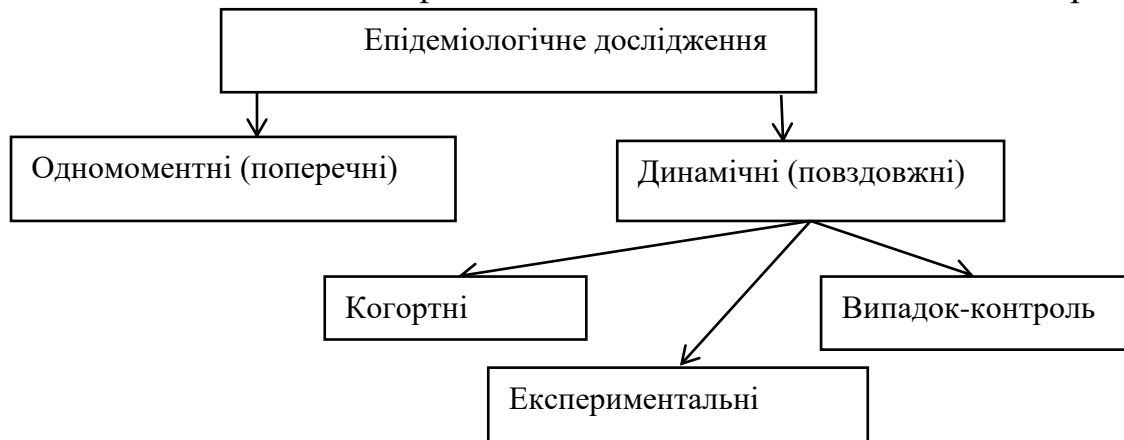 Епідеміологічне дослідження
Одномоментні (поперечні)
Динамічні (повздовжні)
Когортні
Випадок-контроль
Експериментальні